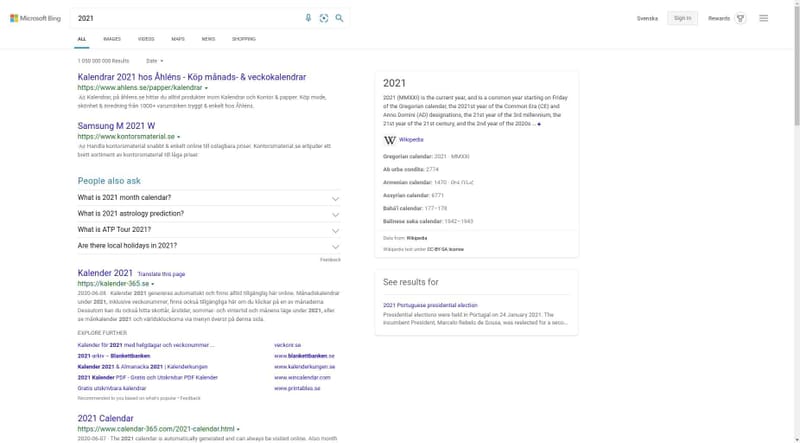 Microsoft Bing
2021
Svenska
Sign in
Rewards
ALL
IMAGES
VIDEOS
MAPS
NEWS
SHOPPING
1 050 000 000 Results
Date
Kalendrar 2021 hos Åhléns - Köp månads- & veckokalendrar
https://www.ahlens.se/papper/kalendrar
Ad Kalendrar, på åhlens.se hittar du alltid produkter inom Kalendrar och Kontor & papper. Köp mode,
skönhet & inredning från 1000+ varumärken tryggt & enkelt hos Åhléns.
Samsung M 2021 W
https://www.kontorsmaterial.se
Ad Handla kontorsmaterial snabbt & enkelt online till oslagbara priser. Kontorsmaterial.se erbjuder ett
brett sortiment av kontorsmaterial till låga priser.
People also ask
What is 2021 month calendar?
What is 2021 astrology prediction?
What is ATP Tour 2021?
Are there local holidays in 2021?
Feedback
Kalender 2021 Translate this page
https://kalender-365.se
2020-06-08 · Kalender 2021 genereras automatiskt och finns alltid tillgänglig här online. Månadskalendrar
under 2021, inklusive veckonummer, finns också tillgängliga här om du klickar på en av månaderna.
Dessutom kan du också hitta skottår, årstider, sommar- och vintertid och månens läge under 2021, eller
se månkalender 2021 och världsklockorna via menyn överst på denna sida.
EXPLORE FURTHER
Kalender för 2021 med helgdagar och veckonummer ...
veckonr.se
2021-arkiv – Blankettbanken
www.blankettbanken.se
Kalender 2021 & Almanacka 2021 | Kalenderkungen
www.kalenderkungen.se
2021 Kalender PDF - Gratis och Utskrivbar PDF Kalender
www.wincalendar.com
Gratis utskrivbara kalendrar
www.printables.se
Recommended to you based on what's popular • Feedback
2021 Calendar
https://www.calendar-365.com/2021-calendar.html
2020-06-07 · The 2021 calendar is automatically generated and can always be visited online. Also month
2021
2021 (MMXXI) is the current year, and is a common year starting on Friday
of the Gregorian calendar, the 2021st year of the Common Era (CE) and
Anno Domini (AD) designations, the 21st year of the 3rd millennium, the
21st year of the 21st century, and the 2nd year of the 2020s ...
W Wikipedia
Gregorian calendar: 2021 · MMXXI
Ab urbe condita: 2774
Armenian calendar: 1470 · ԹՎ ՌՆՀ
Assyrian calendar: 6771
Bahá'í calendar: 177–178
Balinese saka calendar: 1942–1943
Data from: Wikipedia
Wikipedia text under CC-BY-SA license
See results for
2021 Portuguese presidential election
Presidential elections were held in Portugal on 24 January 2021. The
incumbent President, Marcelo Rebelo de Sousa, was reelected for a seco...